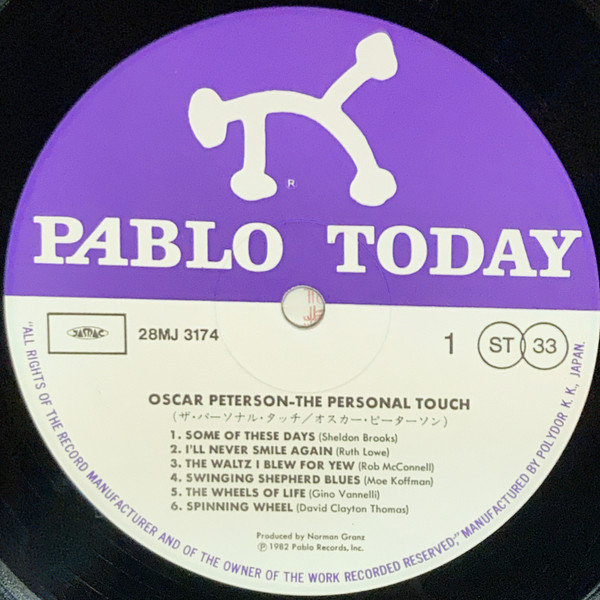 ®
PABLO TODAY
JASRAC
28MJ 3174
1
ST 33
OSCAR PETERSON-THE PERSONAL TOUCH
(ザ・パーソナル・タッチ/オスカー・ピーターソン)
1. SOME OF THESE DAYS (Sheldon Brooks)
2. I'LL NEVER SMILE AGAIN (Ruth Lowe)
3. THE WALTZ I BLEW FOR YEW (Rob McConnell)
4. SWINGING SHEPHERD BLUES (Moe Koffman)
5. THE WHEELS OF LIFE (Gino Vannelli)
6. SPINNING WHEEL (David Clayton Thomas)
Produced by Norman Granz
℗ 1982 Pablo Records, Inc.
"ALL RIGHTS OF THE RECORD MANUFACTURER AND OF THE OWNER OF THE WORK RECORDED RESERVED;" MANUFACTURED BY POLYDOR K. K., JAPAN.